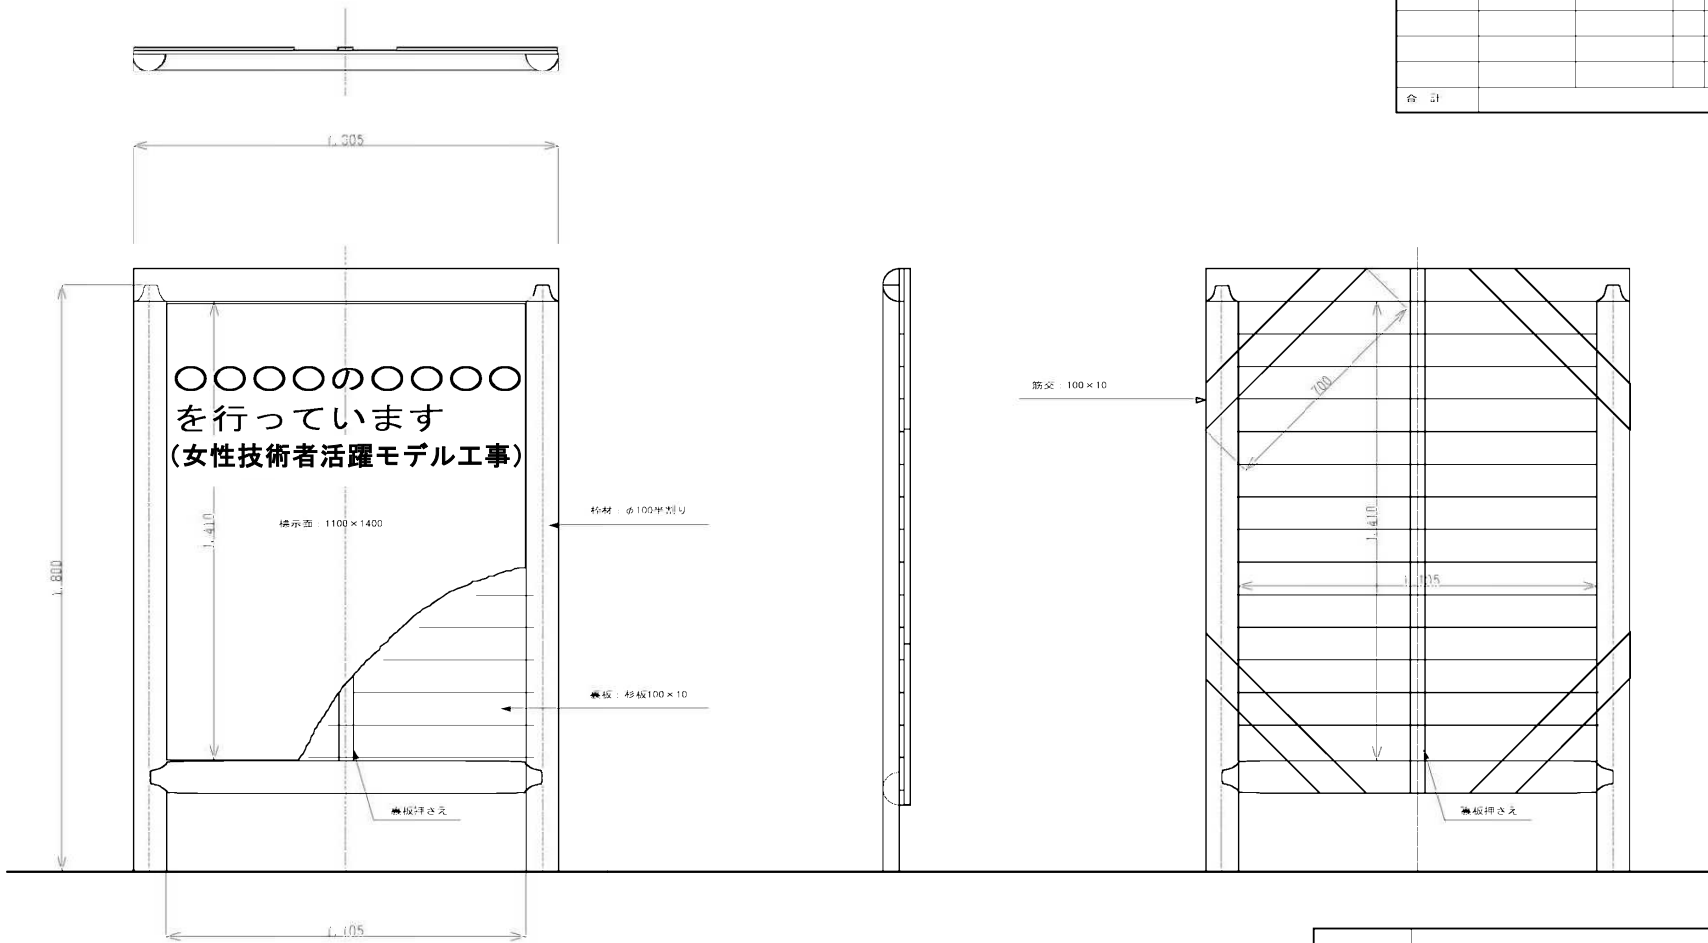 合 計
1,305
○○○○の○○○○
を行っています
(女性技術者活躍モデル工事)
標示面：1100×1400
1,410
1,800
枠材：φ100半割り
裏板：杉板100×10
裏板押さえ
1,105
筋交：100×10
700
1,410
1,105
裏板押さえ